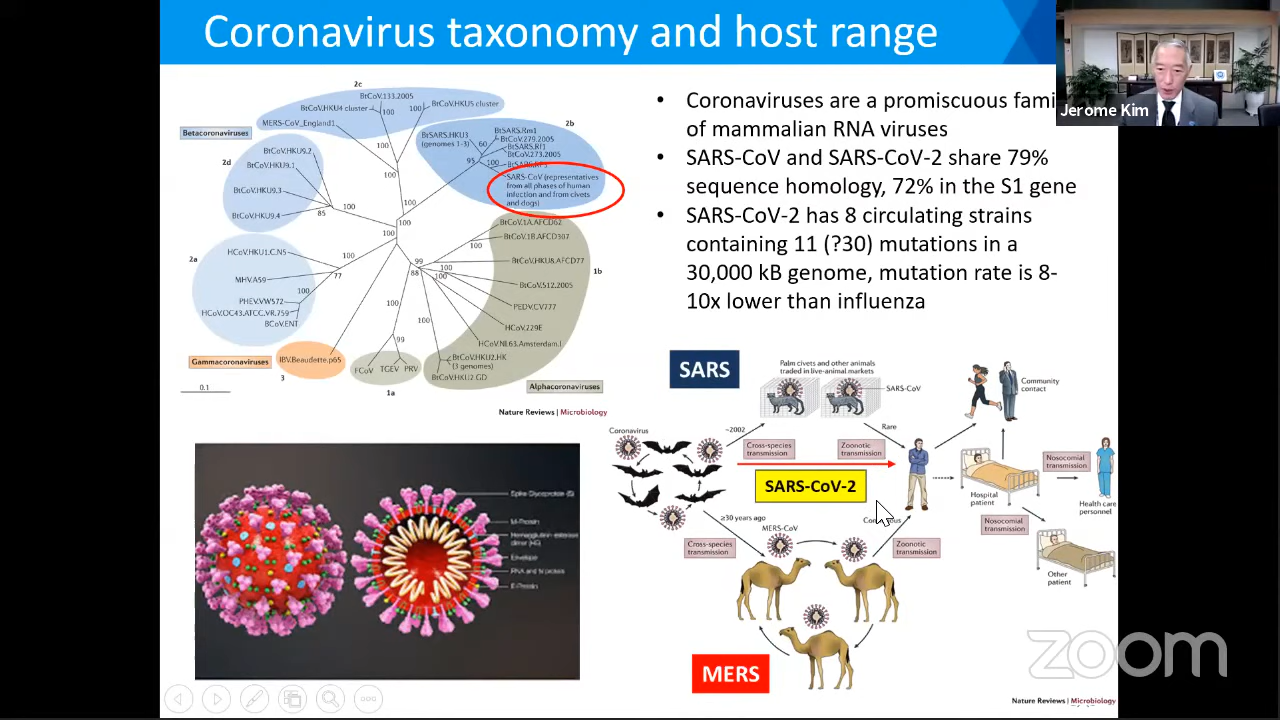 Coronavirus taxonomy and host range
Jerome Kim
Coronaviruses are a promiscuous fami
of mammalian RNA viruses
SARS-CoV and SARS-CoV-2 share 79%
sequence homology, 72% in the S1 gene
SARS-CoV-2 has 8 circulating strains
containing 11 (?30) mutations in a
30,000 kB genome, mutation rate is 8-
10x lower than influenza
2c
BtCoV.133.2005
BtCoV.HKU4 cluster
100
100
BtCoV.HKU5 cluster
MERS-CoV_England1
Betacoronaviruses
2b
BtSARS.HKU3
(genomes 1-3)
60
BtSARS.Rm1
BtCoV.279.2005
BtSARS.Rf1
BtCoV.273.2005
95
100
SARS-CoV (representatives
from all phases of human
infection and from civets
and dogs)
100
100
2d
BtCoV.HKU9.2
BtCoV.HKU9.1
BtCoV.HKU9.3
BtCoV.HKU9.4
100
85
100
100
100
2a
HCoV.HKU1.C.N5
MHV.A59
PHEV.VW572
HCoV.OC43.ATCC.VR.759
BCoV.ENT
100
77
100
BtCoV.1A.AFCD62
BtCoV.1B.AFCD307
100
BtCoV.HKU8.AFCD77
1b
BtCoV.512.2005
PEDV.CV777
HCoV.229E
HCoV.NL63.Amsterdam.I
BtCoV.HKU2.HK
(3 genomes)
BtCoV.HKU2.GD
99
88
100
100
100
100
99
Gammacoronaviruses
IBV.Beaudette.p65
3
FCoV
TGEV
PRV
1a
Alphacoronaviruses
0.1
Nature Reviews | Microbiology
Spike Glycoprotein (S)
M-Protein
Hemagglutinin-esterase
dimer (HE)
Envelope
RNA and N protein
E-Protein
SARS
Palm civets and other animals
traded in live-animal markets
SARS-CoV
Community
contact
Coronavirus
~2002
Rare
Cross-species
transmission
Zoonotic
transmission
SARS-CoV-2
Nosocomial
transmission
Hospital
patient
Health care
personnel
≥30 years ago
MERS-CoV
Cross-species
transmission
Zoonotic
transmission
Nosocomial
transmission
Other
patient
MERS
zoom
Nature Reviews | Microbiology